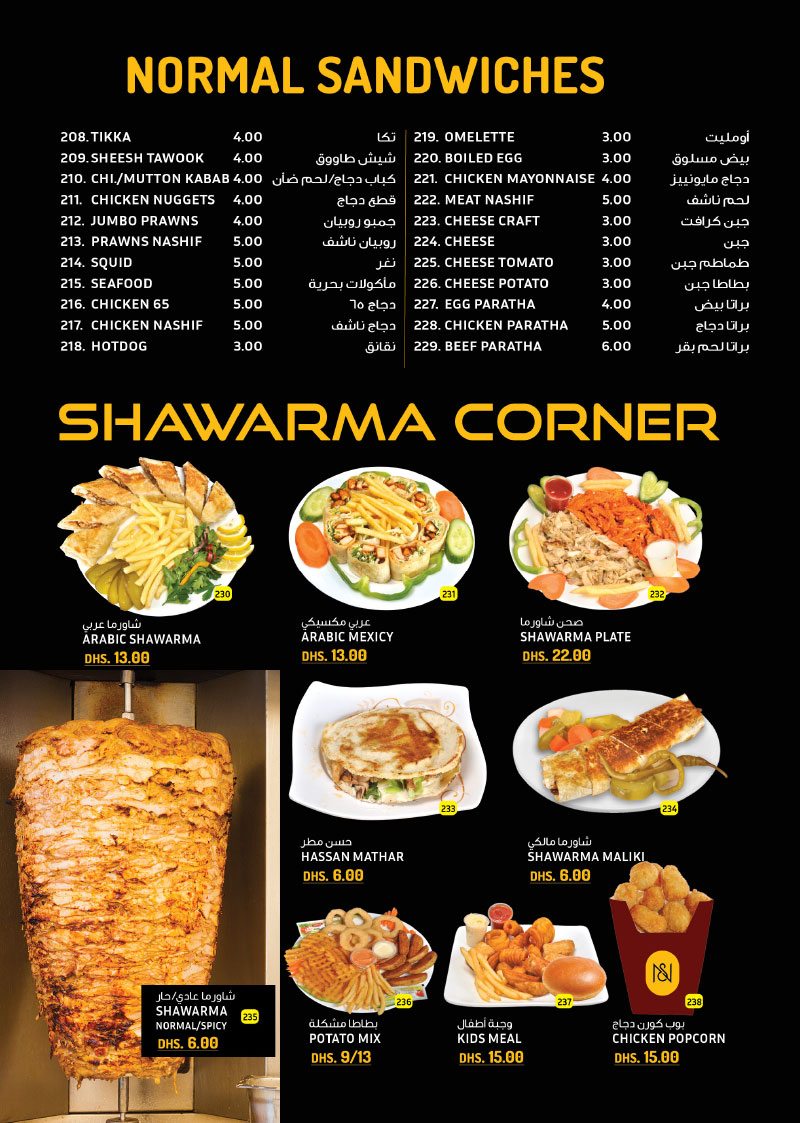 NORMAL SANDWICHES
208. TIKKA 4.00 تكا
209. SHEESH TAWOOK 4.00 شيش طاووق
210. CHI./MUTTON KABAB 4.00 كباب دجاج/لحم ضأن
211. CHICKEN NUGGETS 4.00 قطع دجاج
212. JUMBO PRAWNS 4.00 جمبو روبيان
213. PRAWNS NASHIF 5.00 روبيان ناشف
214. SQUID 5.00 نغر
215. SEAFOOD 5.00 مأكولات بحرية
216. CHICKEN 65 5.00 دجاج ٦٥
217. CHICKEN NASHIF 5.00 دجاج ناشف
218. HOTDOG 3.00 نقانق
219. OMELETTE 3.00 أومليت
220. BOILED EGG 3.00 بيض مسلوق
221. CHICKEN MAYONNAISE 4.00 دجاج مايونييز
222. MEAT NASHIF 5.00 لحم ناشف
223. CHEESE CRAFT 3.00 جبن كرافت
224. CHEESE 3.00 جبن
225. CHEESE TOMATO 3.00 طماطم جبن
226. CHEESE POTATO 3.00 بطاطا جبن
227. EGG PARATHA 4.00 براتا بيض
228. CHICKEN PARATHA 5.00 براتا دجاج
229. BEEF PARATHA 6.00 براتا لحم بقر
SHAWARMA CORNER
230
شاورما عربي
ARABIC SHAWARMA
DHS. 13.00
231
عربي مكسيكي
ARABIC MEXICY
DHS. 13.00
232
صحن شاورما
SHAWARMA PLATE
DHS. 22.00
233
حسن مطر
HASSAN MATHAR
DHS. 6.00
234
شاورما مالكي
SHAWARMA MALIKI
DHS. 6.00
شاورما عادي/حار
SHAWARMA
NORMAL/SPICY
235
DHS. 6.00
236
بطاطا مشكلة
POTATO MIX
DHS. 9/13
237
وجبة أطفال
KIDS MEAL
DHS. 15.00
238
بوب كورن دجاج
CHICKEN POPCORN
DHS. 15.00